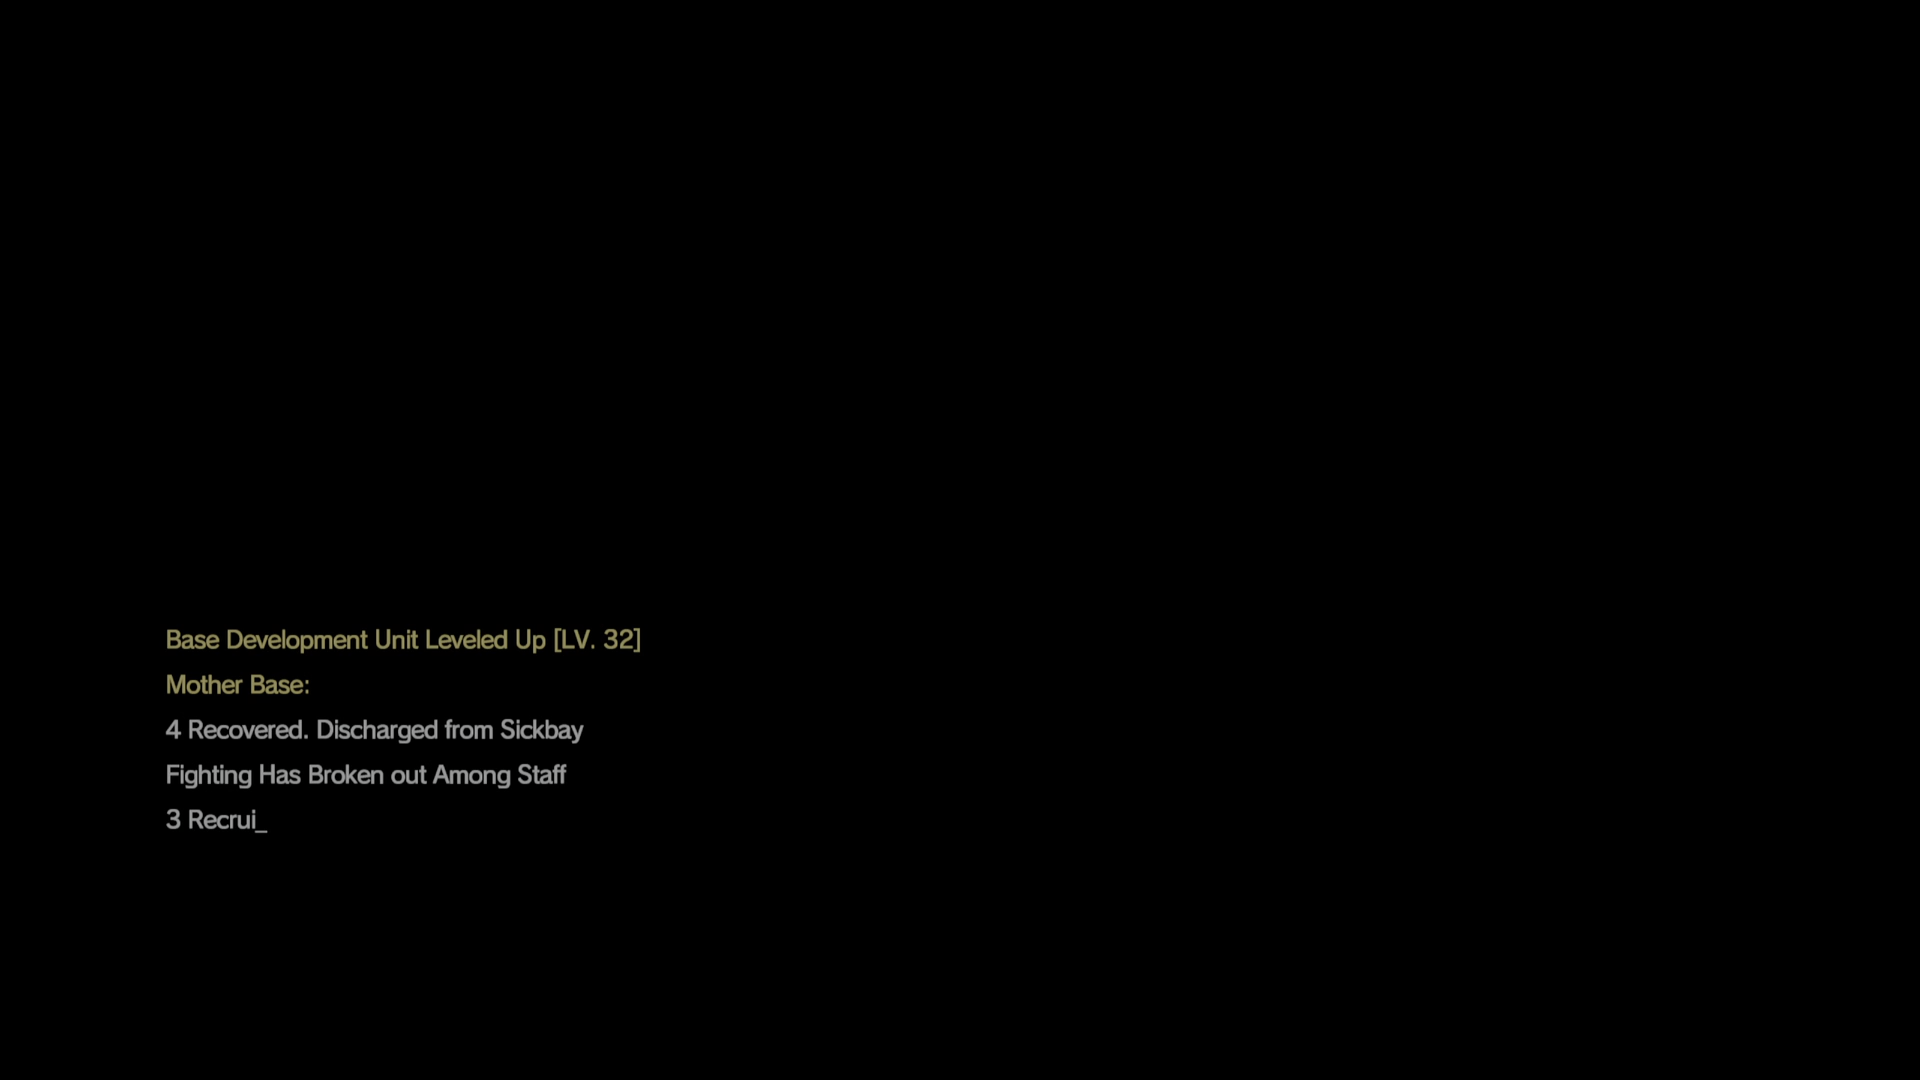 Base Development Unit Leveled Up [LV. 32]
Mother Base:
4 Recovered. Discharged from Sickbay
Fighting Has Broken out Among Staff
3 Recrui_